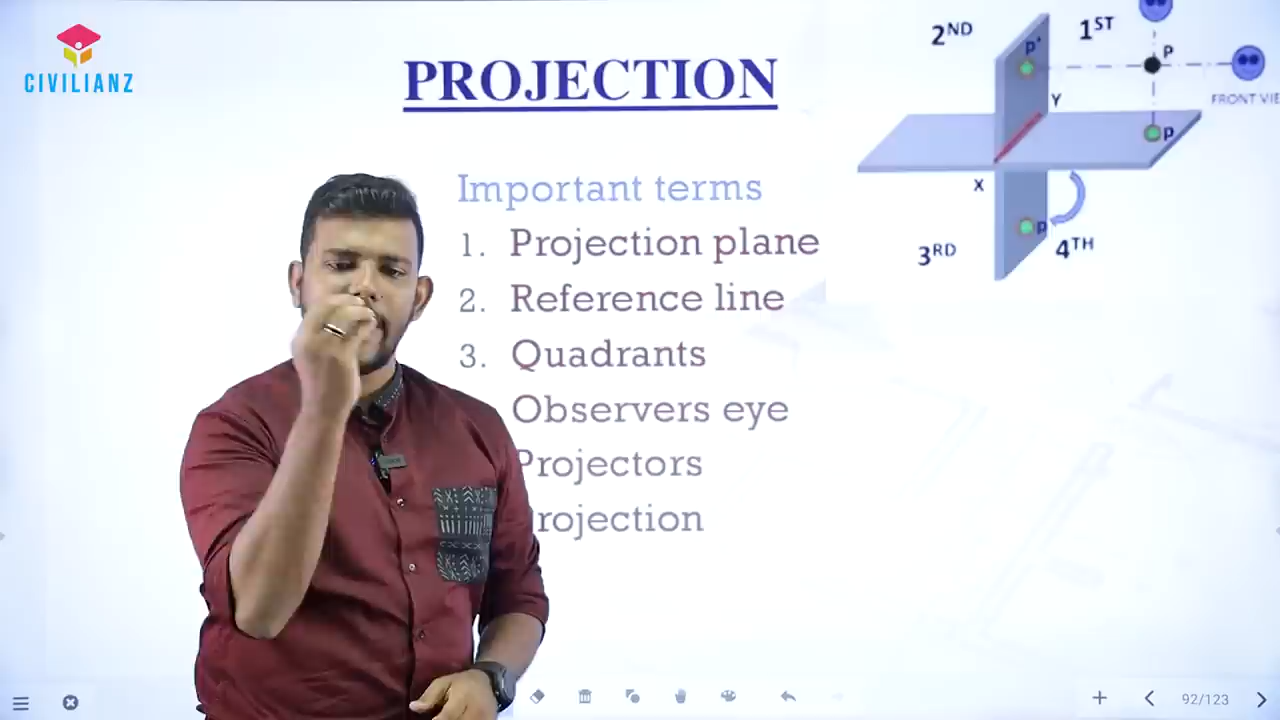 CIVILIANZ
PROJECTION
Important terms
1. Projection plane
2. Reference line
3. Quadrants
Observers eye
Projectors
rojection
2ND
1ST
p'
P
Y
FRONT VIE
p
X
p
3RD
4TH
92/123